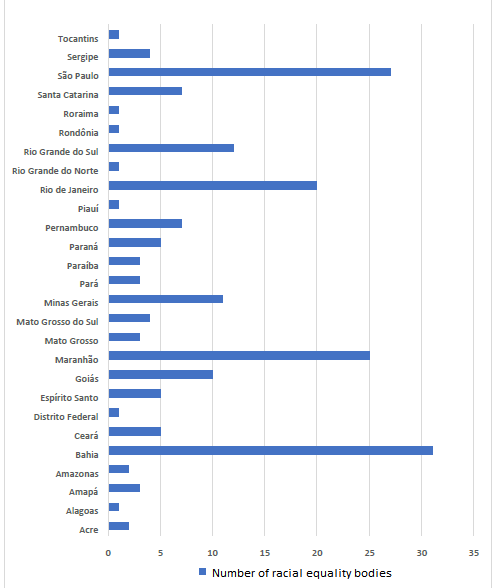 Tocantins
Sergipe
São Paulo
Santa Catarina
Roraima
Rondônia
Rio Grande do Sul
Rio Grande do Norte
Rio de Janeiro
Piauí
Pernambuco
Paraná
Paraíba
Pará
Minas Gerais
Mato Grosso do Sul
Mato Grosso
Maranhão
Goiás
Espírito Santo
Distrito Federal
Ceará
Bahia
Amazonas
Amapá
Alagoas
Acre
0 5 10 15 20 25 30 35
Number of racial equality bodies